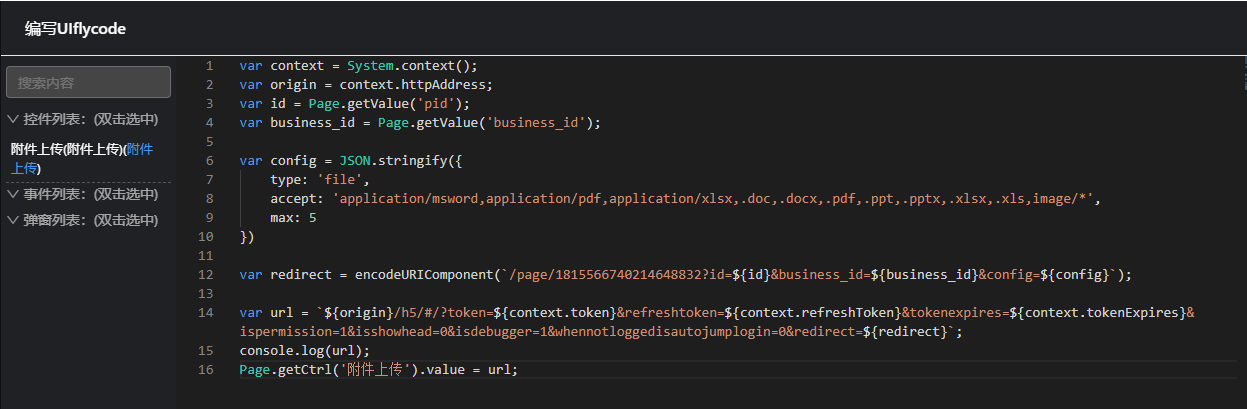 编写UIflycode
搜索内容
控件列表：(双击选中)
附件上传(附件上传)(附件
上传)
事件列表：(双击选中)
弹窗列表：(双击选中)
1 var context = System.context();
2 var origin = context.httpAddress;
3 var id = Page.getValue('pid');
4 var business_id = Page.getValue('business_id');
5
6 var config = JSON.stringify({
7     type: 'file',
8     accept: 'application/msword,application/pdf,application/xlsx,.doc,.docx,.pdf,.ppt,.pptx,.xlsx,.xls,image/*',
9     max: 5
10 })
11
12 var redirect = encodeURIComponent(`/page/1815566740214648832?id=${id}&business_id=${business_id}&config=${config}`);
13
14 var url = `${origin}/h5/#/?token=${context.token}&refreshtoken=${context.refreshToken}&tokenexpires=${context.tokenExpires}&
ispermission=1&isshowhead=0&isdebugger=1&whennotloggedisautojumplogin=0&redirect=${redirect}`;
15 console.log(url);
16 Page.getCtrl('附件上传').value = url;